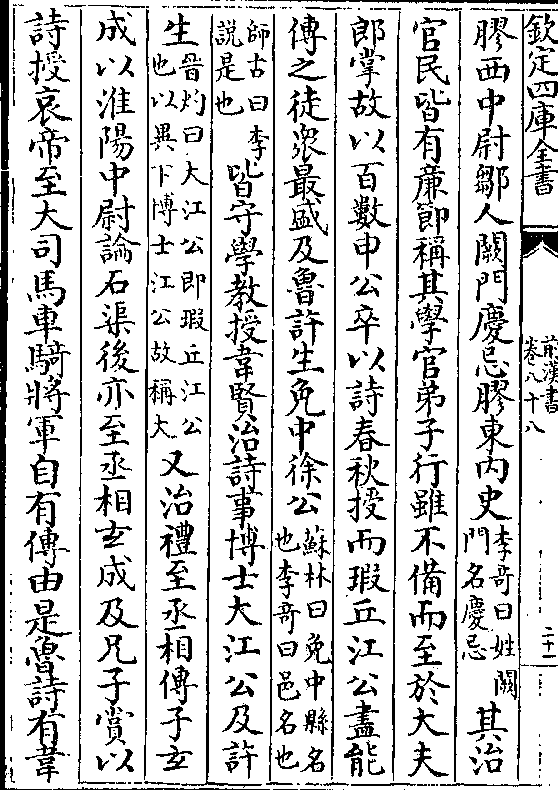 欽定四庫全書
前漢書
卷八十八
二十一
膠西中尉鄒人闕門慶忌膠東內史李竒曰姓闕門名慶忌其治
官民皆有㢘節稱其學官弟子行雖不備而至於大夫
郎掌故以百數申公卒以詩春秋授而瑕丘江公盡能
傳之徒衆最盛及魯許生免中徐公蘇林曰免中縣名也李竒曰邑名也
師古曰李說是也皆守學教授韋賢治詩事博士大江公及許
生晉灼曰大江公即瑕丘江公也以異下博士江公故稱大又治禮至丞相傳子玄
成以淮陽中尉論石渠後亦至丞相玄成及兄子賞以
詩授哀帝至大司馬車騎將軍自有傳由是魯詩有韋